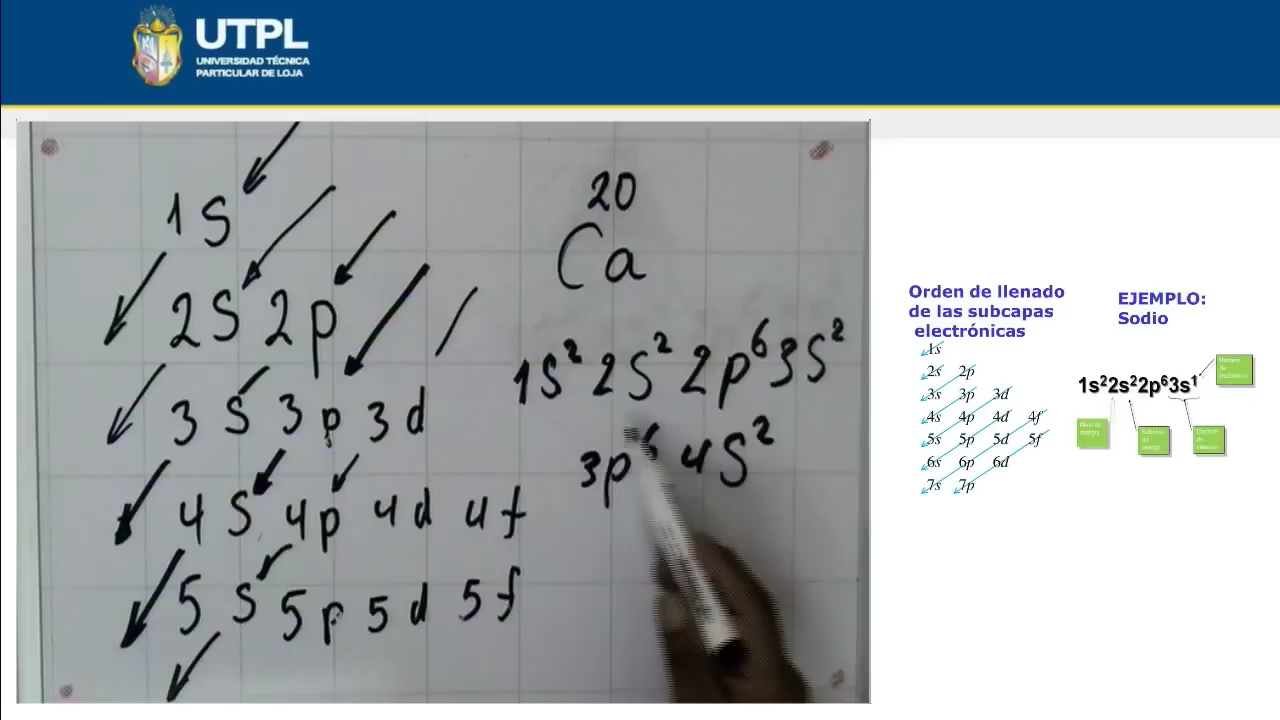 UTPL
UNIVERSIDAD TÉCNICA
PARTICULAR DE LOJA
1S
2S 2p
3S 3p 3d
4S 4p 4d 4f
5S 5p 5d 5f
20
Ca
1S² 2S² 2p⁶ 3S²
3p⁶ 4S²
Orden de llenado
de las subcapas
electrónicas
1s
2s 2p
3s 3p 3d
4s 4p 4d 4f
5s 5p 5d 5f
6s 6p 6d
7s 7p
EJEMPLO:
Sodio
1s²2s²2p⁶3s¹